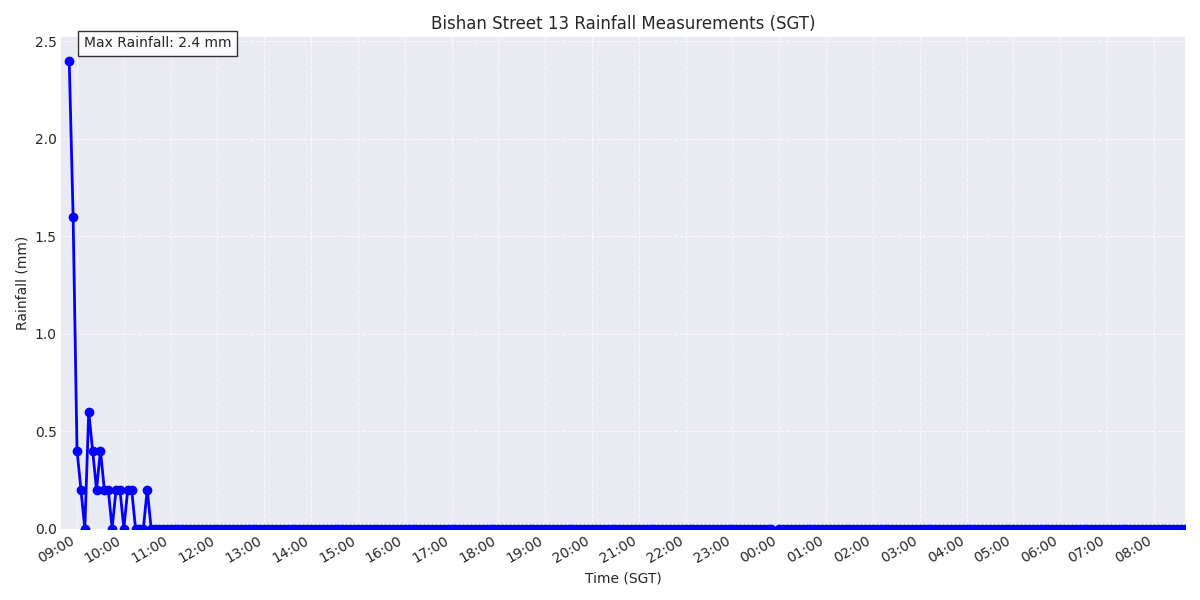 Bishan Street 13 Rainfall Measurements (SGT)
Max Rainfall: 2.4 mm
2.5
2.0
1.5
1.0
0.5
0.0
Rainfall (mm)
09:00 10:00 11:00 12:00 13:00 14:00 15:00 16:00 17:00 18:00 19:00 20:00 21:00 22:00 23:00 00:00 01:00 02:00 03:00 04:00 05:00 06:00 07:00 08:00
Time (SGT)